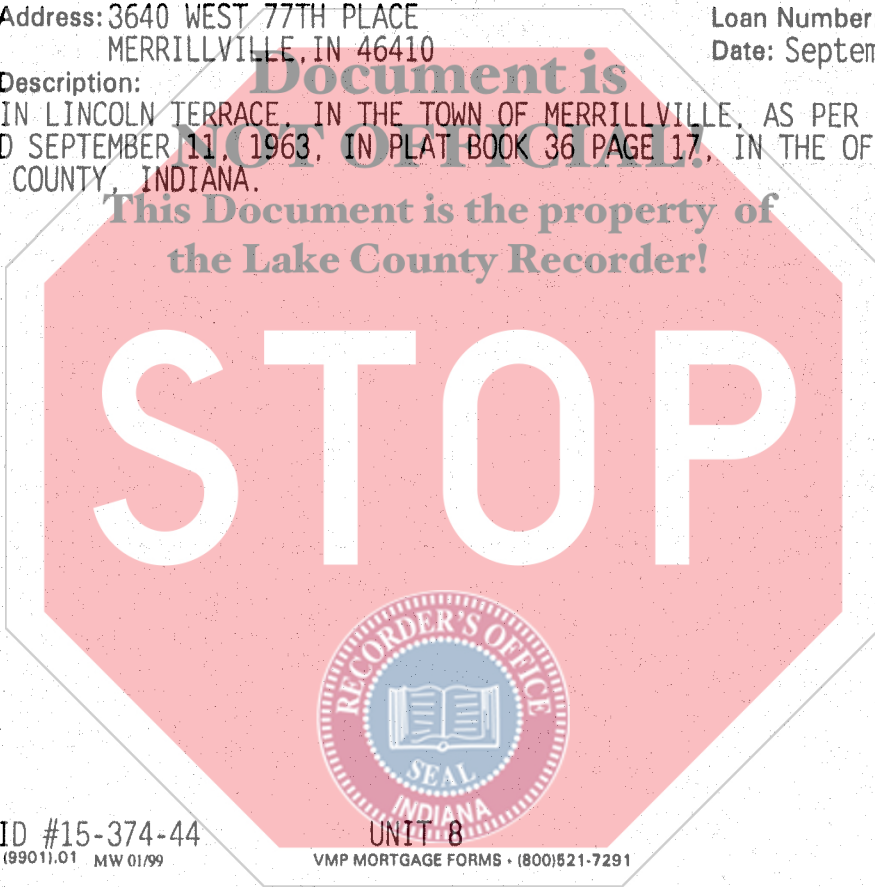 Address: 3640 WEST 77TH PLACE Loan Number
MERRILLVILLE, IN 46410 Date: Septem
Description:
IN LINCOLN TERRACE, IN THE TOWN OF MERRILLVILLE, AS PER
D SEPTEMBER 11, 1963, IN PLAT BOOK 36 PAGE 17, IN THE OF
COUNTY, INDIANA.
Document is
NOT OFFICIAL!
This Document is the property of
the Lake County Recorder!
STOP
RECORDER'S OFFICE
SEAL
INDIANA
ID #15-374-44 UNIT 8
(9901).01 MW 01/99 VMP MORTGAGE FORMS - (800)521-7291